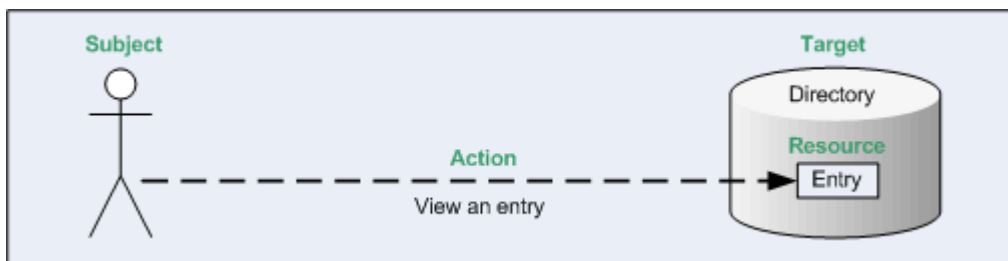 Subject
Target
Directory
Resource
Entry
Action
View an entry